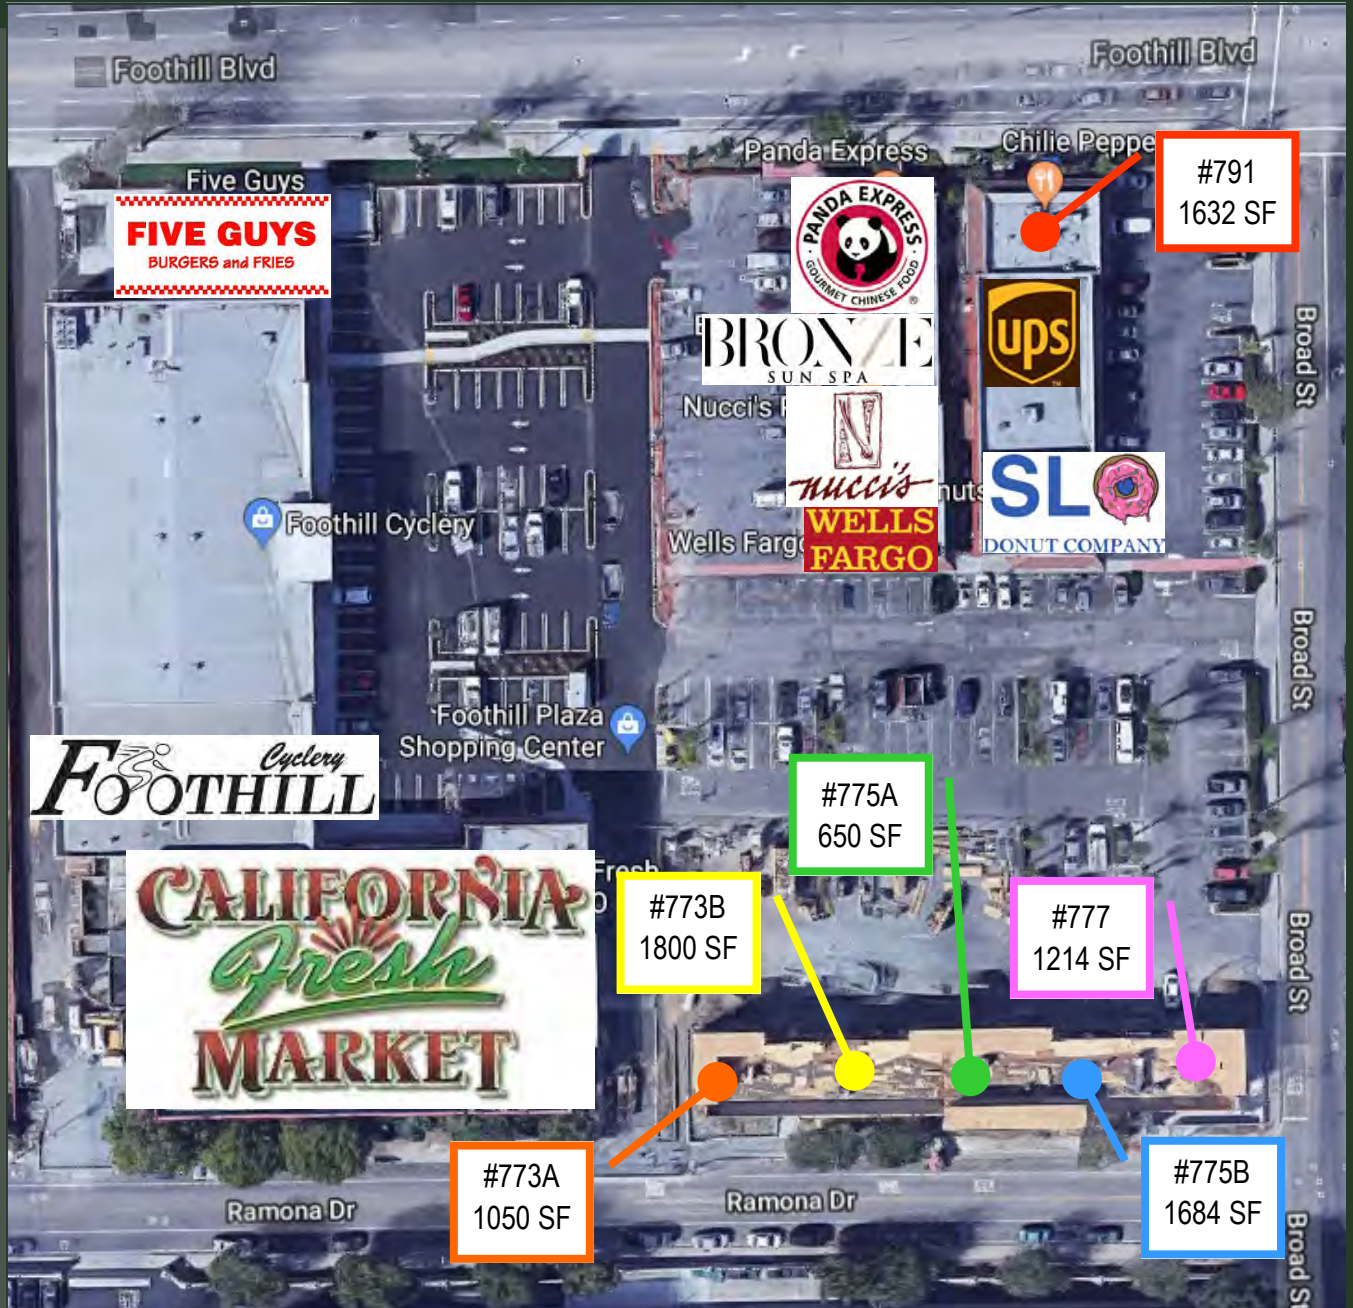 Foothill Blvd
Foothill Blvd
Panda Express
Chilie Peppe
#791
1632 SF
Five Guys
FIVE GUYS
BURGERS and FRIES
PANDA EXPRESS
GOURMET CHINESE FOOD
®
BRONZE
SUN SPA
ups
TM
Broad St
Nucci's
N
nucci's
nuts
SL
DONUT COMPANY
Foothill Cyclery
Wells Fargo
WELLS
FARGO
Broad St
Foothill Plaza
Shopping Center
Cyclery
FOOTHILL
#775A
650 SF
Fresh
CALIFORNIA
Fresh
MARKET
#773B
1800 SF
#777
1214 SF
Broad St
#773A
1050 SF
#775B
1684 SF
Ramona Dr
Ramona Dr
Broad S